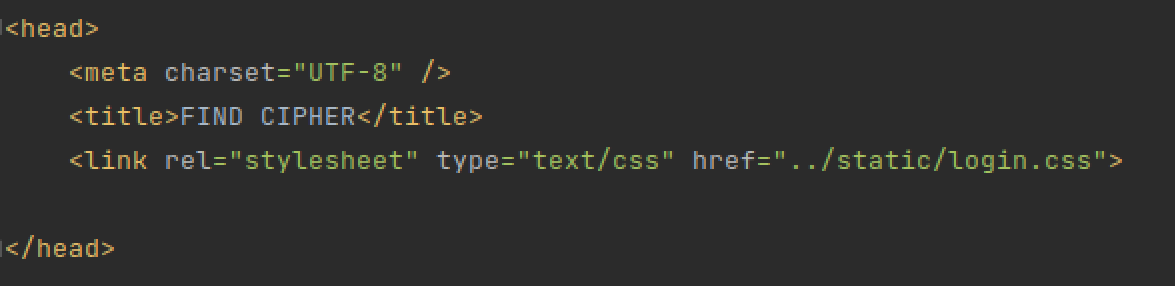 <head>
<meta charset="UTF-8" />
<title>FIND CIPHER</title>
<link rel="stylesheet" type="text/css" href="../static/login.css">
</head>